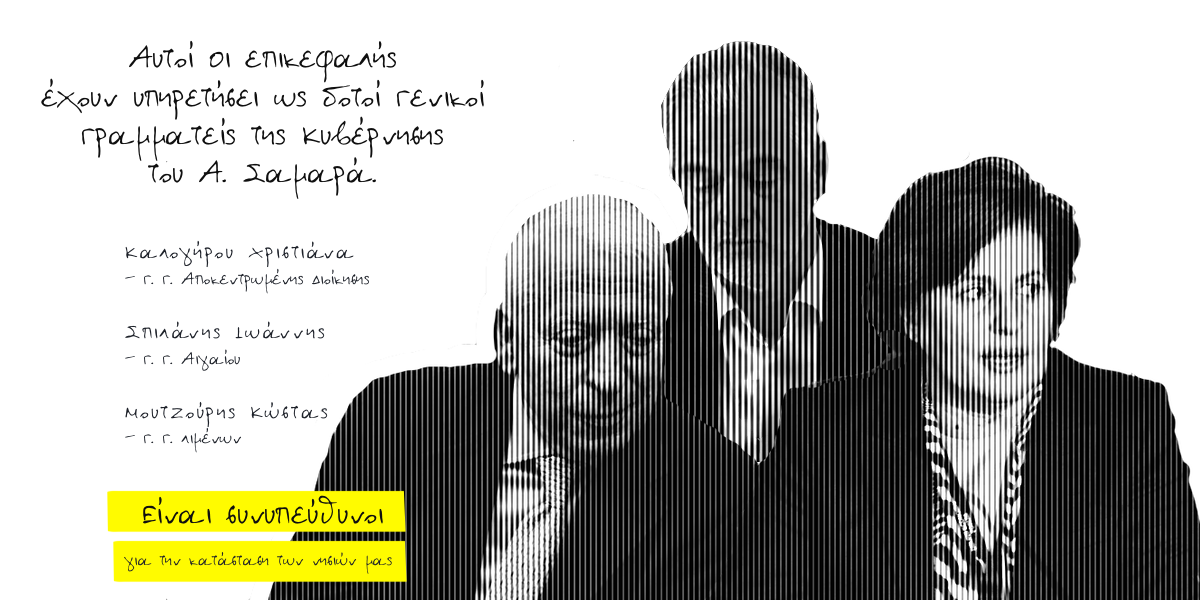 Αυτοί οι επικεφαλής
έχουν υπηρετήσει ως δοτοί γενικοί
γραμματείς της κυβέρνησης
του Α. Σαμαρά.
Καλογήρου Χριστιάνα
– Γ. Γ. Αποκεντρωμένης Διοίκησης
Σπιλάνης Ιωάννης
– Γ. Γ. Αιγαίου
Μουτζούρης Κώστας
– Γ. Γ. Λιμένων
Είναι συνυπεύθυνοι
για την κατάσταση των νησιών μας